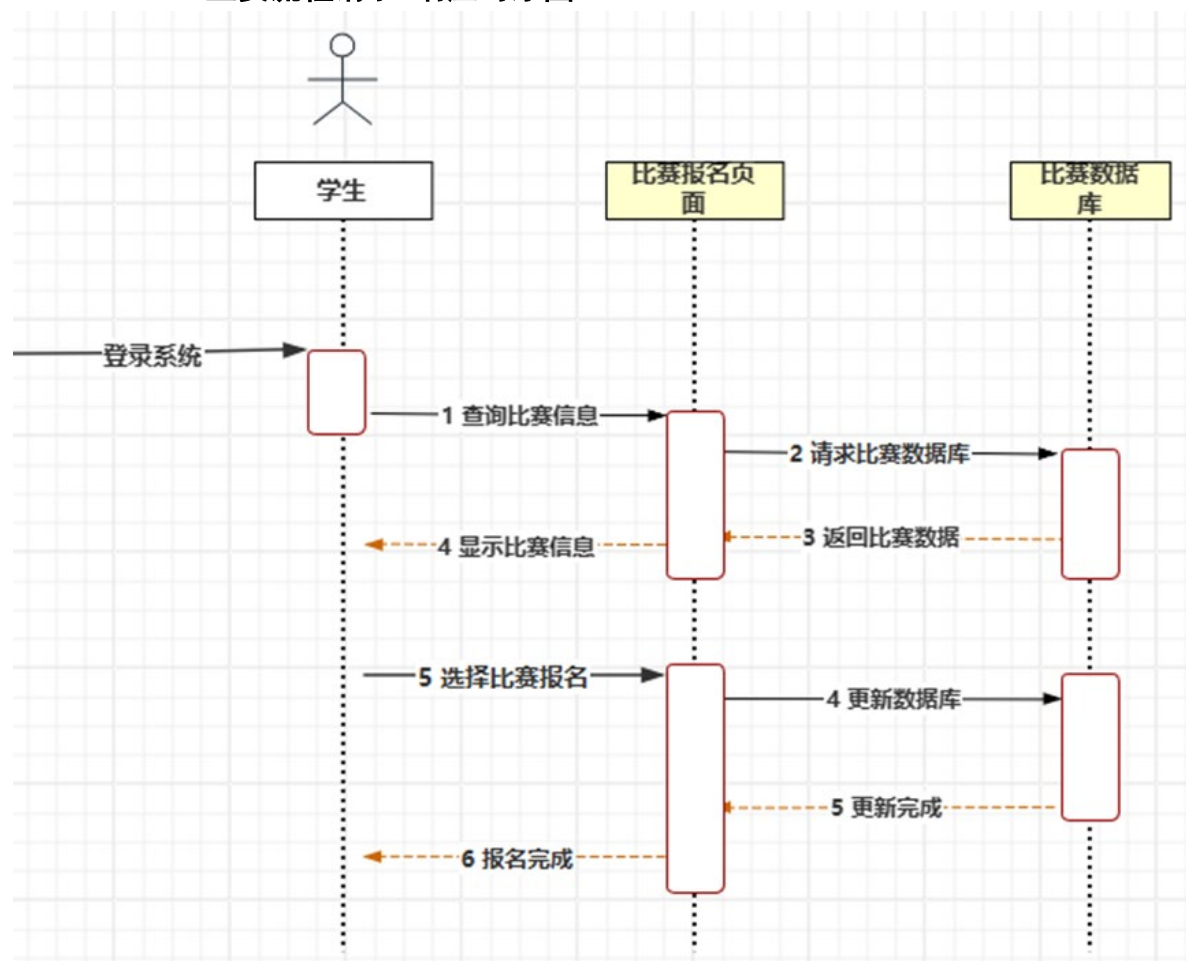 学生
比赛报名页
面
比赛数据
库
登录系统
1 查询比赛信息
2 请求比赛数据库
3 返回比赛数据
4 显示比赛信息
5 选择比赛报名
4 更新数据库
5 更新完成
6 报名完成